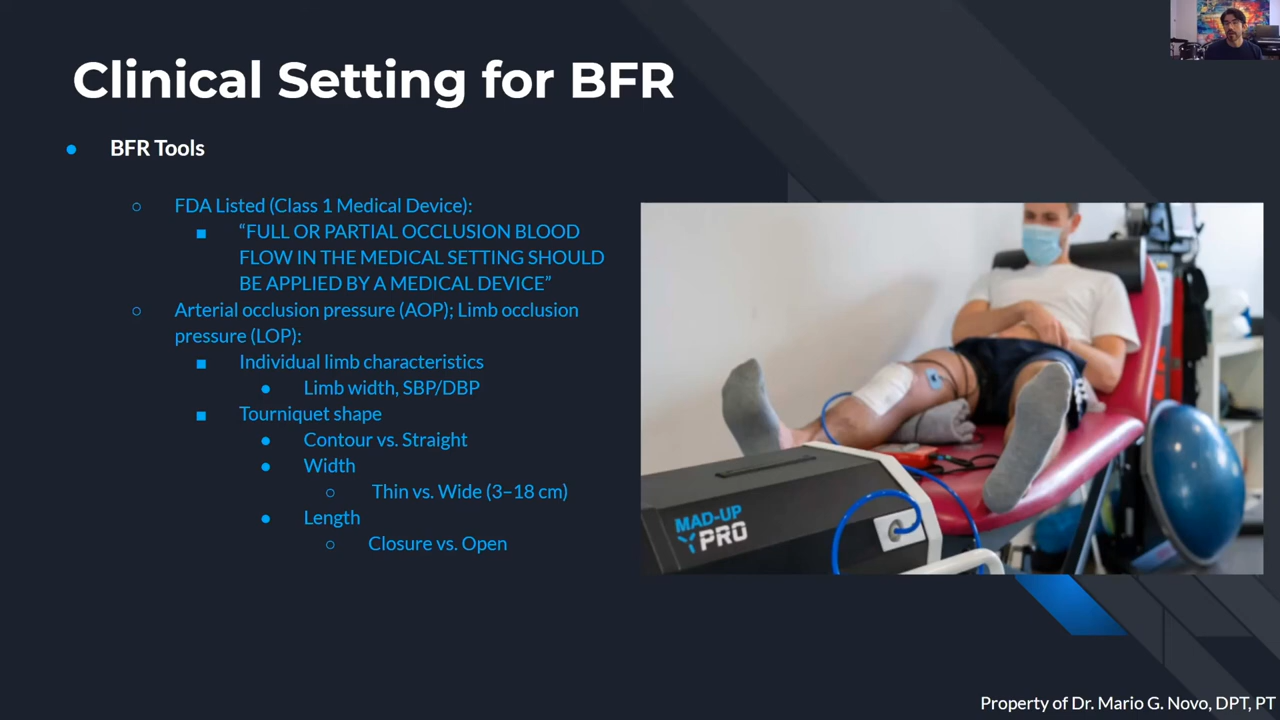 Clinical Setting for BFR
BFR Tools
FDA Listed (Class 1 Medical Device):
“FULL OR PARTIAL OCCLUSION BLOOD
FLOW IN THE MEDICAL SETTING SHOULD
BE APPLIED BY A MEDICAL DEVICE”
Arterial occlusion pressure (AOP); Limb occlusion
pressure (LOP):
Individual limb characteristics
Limb width, SBP/DBP
Tourniquet shape
Contour vs. Straight
Width
Thin vs. Wide (3–18 cm)
Length
Closure vs. Open
MAD-UP
PRO
Property of Dr. Mario G. Novo, DPT, PT